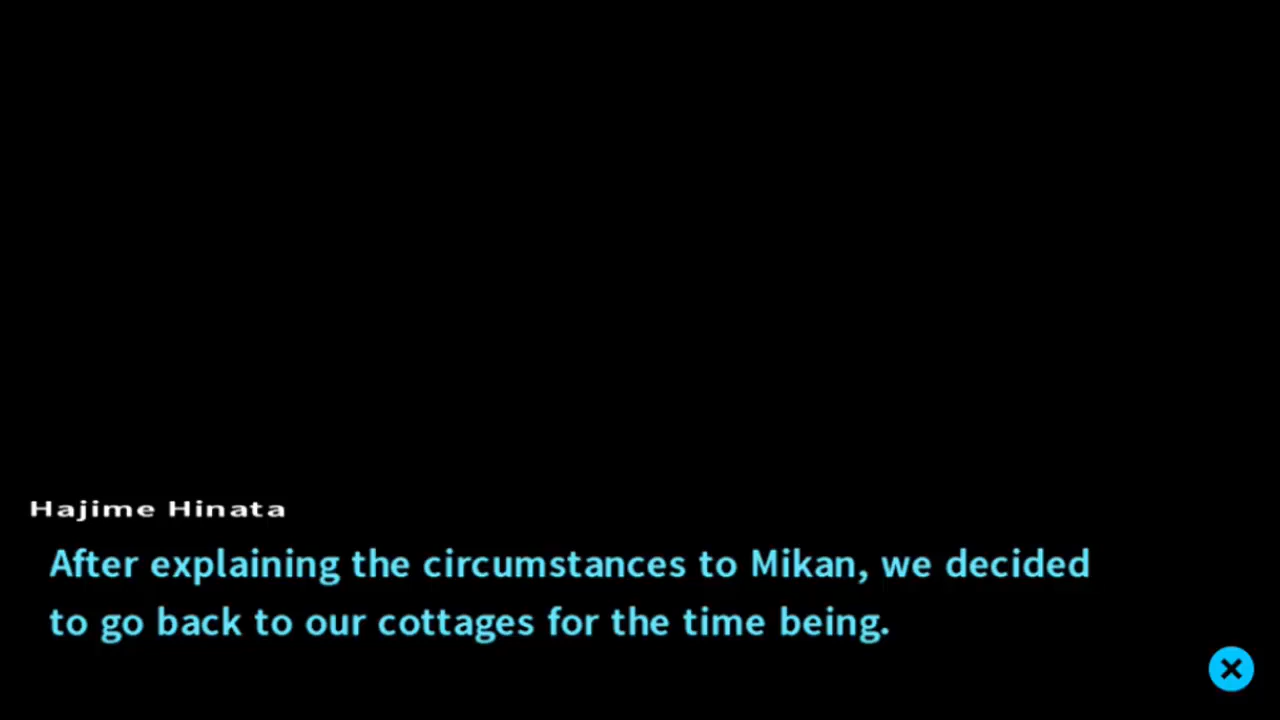 Hajime Hinata
After explaining the circumstances to Mikan, we decided
to go back to our cottages for the time being.